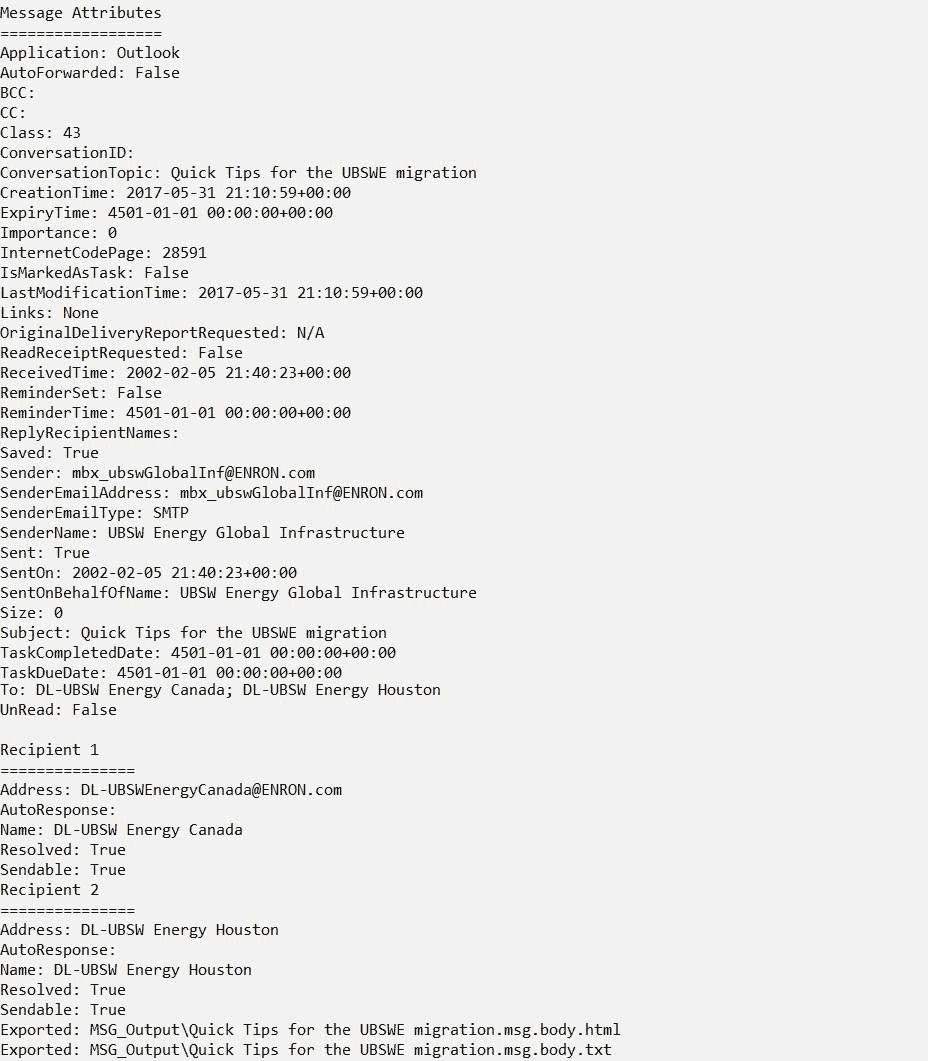 Message Attributes
==================
Application: Outlook
AutoForwarded: False
BCC:
CC:
Class: 43
ConversationID:
ConversationTopic: Quick Tips for the UBSWE migration
CreationTime: 2017-05-31 21:10:59+00:00
ExpiryTime: 4501-01-01 00:00:00+00:00
Importance: 0
InternetCodePage: 28591
IsMarkedAsTask: False
LastModificationTime: 2017-05-31 21:10:59+00:00
Links: None
OriginalDeliveryReportRequested: N/A
ReadReceiptRequested: False
ReceivedTime: 2002-02-05 21:40:23+00:00
ReminderSet: False
ReminderTime: 4501-01-01 00:00:00+00:00
ReplyRecipientNames:
Saved: True
Sender: mbx_ubswGlobalInf@ENRON.com
SenderEmailAddress: mbx_ubswGlobalInf@ENRON.com
SenderEmailType: SMTP
SenderName: UBSW Energy Global Infrastructure
Sent: True
SentOn: 2002-02-05 21:40:23+00:00
SentOnBehalfOfName: UBSW Energy Global Infrastructure
Size: 0
Subject: Quick Tips for the UBSWE migration
TaskCompletedDate: 4501-01-01 00:00:00+00:00
TaskDueDate: 4501-01-01 00:00:00+00:00
To: DL-UBSW Energy Canada; DL-UBSW Energy Houston
UnRead: False

Recipient 1
===============
Address: DL-UBSWEnergyCanada@ENRON.com
AutoResponse:
Name: DL-UBSW Energy Canada
Resolved: True
Sendable: True
Recipient 2
===============
Address: DL-UBSW Energy Houston
AutoResponse:
Name: DL-UBSW Energy Houston
Resolved: True
Sendable: True
Exported: MSG_Output\Quick Tips for the UBSWE migration.msg.body.html
Exported: MSG_Output\Quick Tips for the UBSWE migration.msg.body.txt